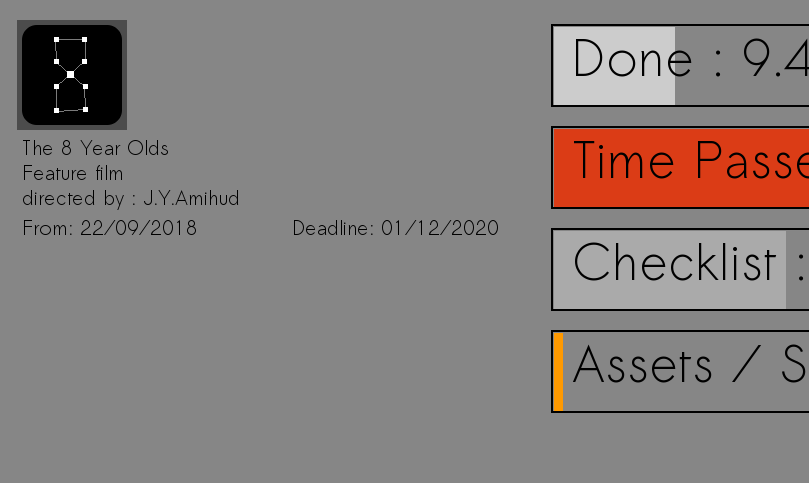 The 8 Year Olds
Feature film
directed by : J.Y.Amihud
From: 22/09/2018
Deadline: 01/12/2020
Done : 9.4
Time Passe
Checklist :
Assets / S